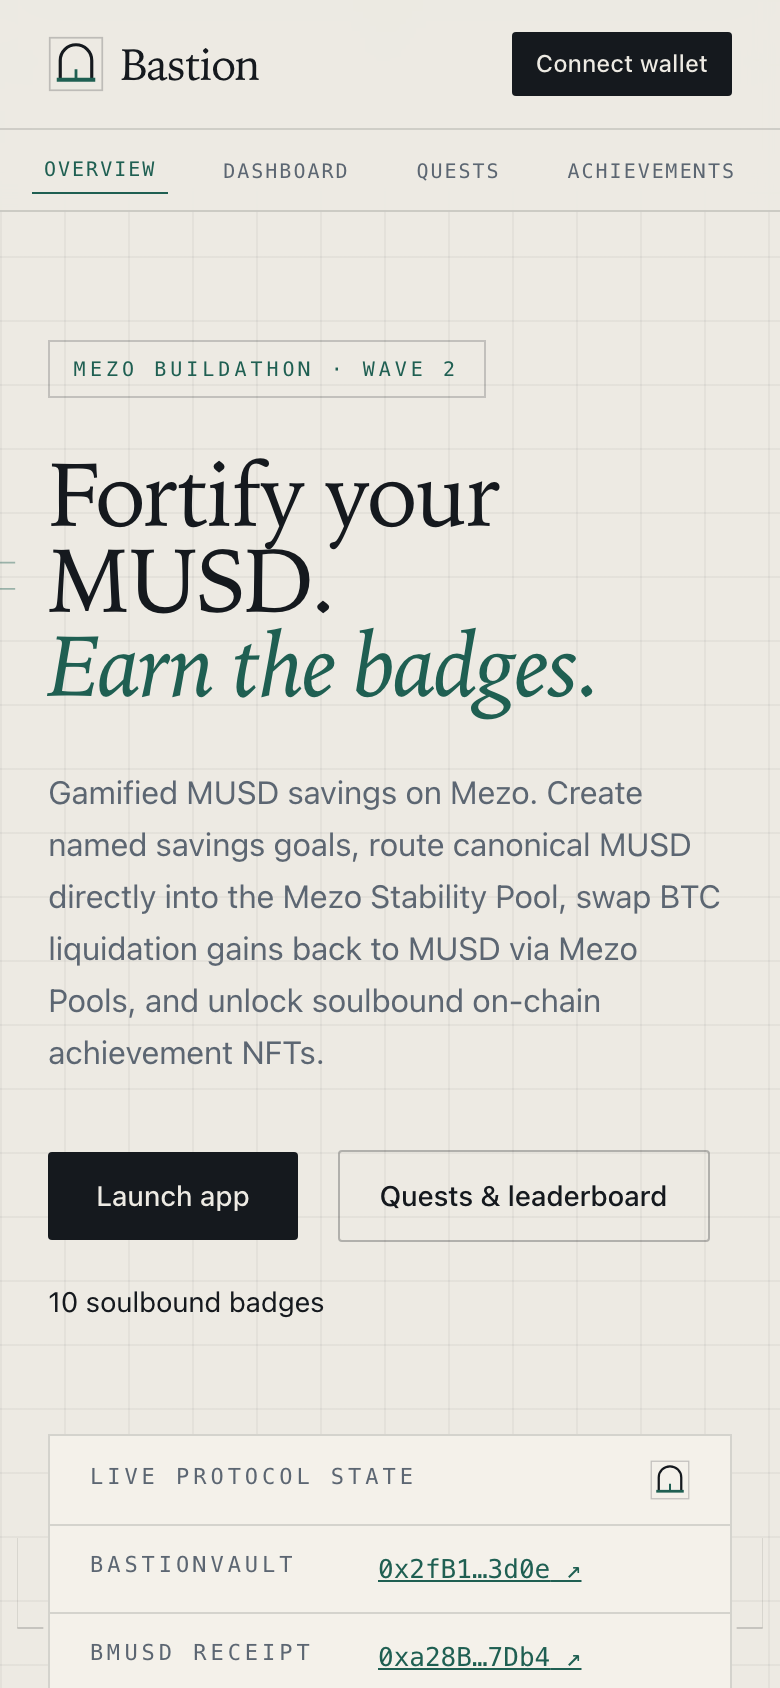 Bastion
Connect wallet
OVERVIEW
DASHBOARD
QUESTS
ACHIEVEMENTS
MEZO BUILDATHON · WAVE 2
Fortify your
MUSD.
Earn the badges.
Gamified MUSD savings on Mezo. Create
named savings goals, route canonical MUSD
directly into the Mezo Stability Pool, swap BTC
liquidation gains back to MUSD via Mezo
Pools, and unlock soulbound on-chain
achievement NFTs.
Launch app
Quests & leaderboard
10 soulbound badges
LIVE PROTOCOL STATE
BASTIONVAULT 0x2fB1…3d0e ↗
BMUSD RECEIPT 0xa28B…7Db4 ↗